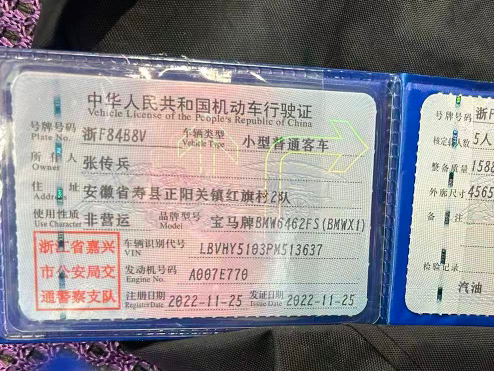 中华人民共和国机动车行驶证
Vehicle License of the People's Republic of China
号牌号码 Plate No. 浙F84B8V 车辆类型 Vehicle Type 小型普通客车
所有人 Owner 张传兵
住址 Address 安徽省寿县正阳关镇红旗村2队
使用性质 Use Character 非营运 品牌型号 Model 宝马牌BMW6462FS(BMWX1)
浙江省嘉兴
市公安局交
通警察支队
车辆识别代号 VIN LBVHY5103PM513637
发动机号码 Engine No. A007E770
注册日期 Register Date 2022-11-25 发证日期 Issue Date 2022-11-25
号牌号码
核定载人数 5人
整备质量 158
外廓尺寸 4565
备注
检验记录
汽油